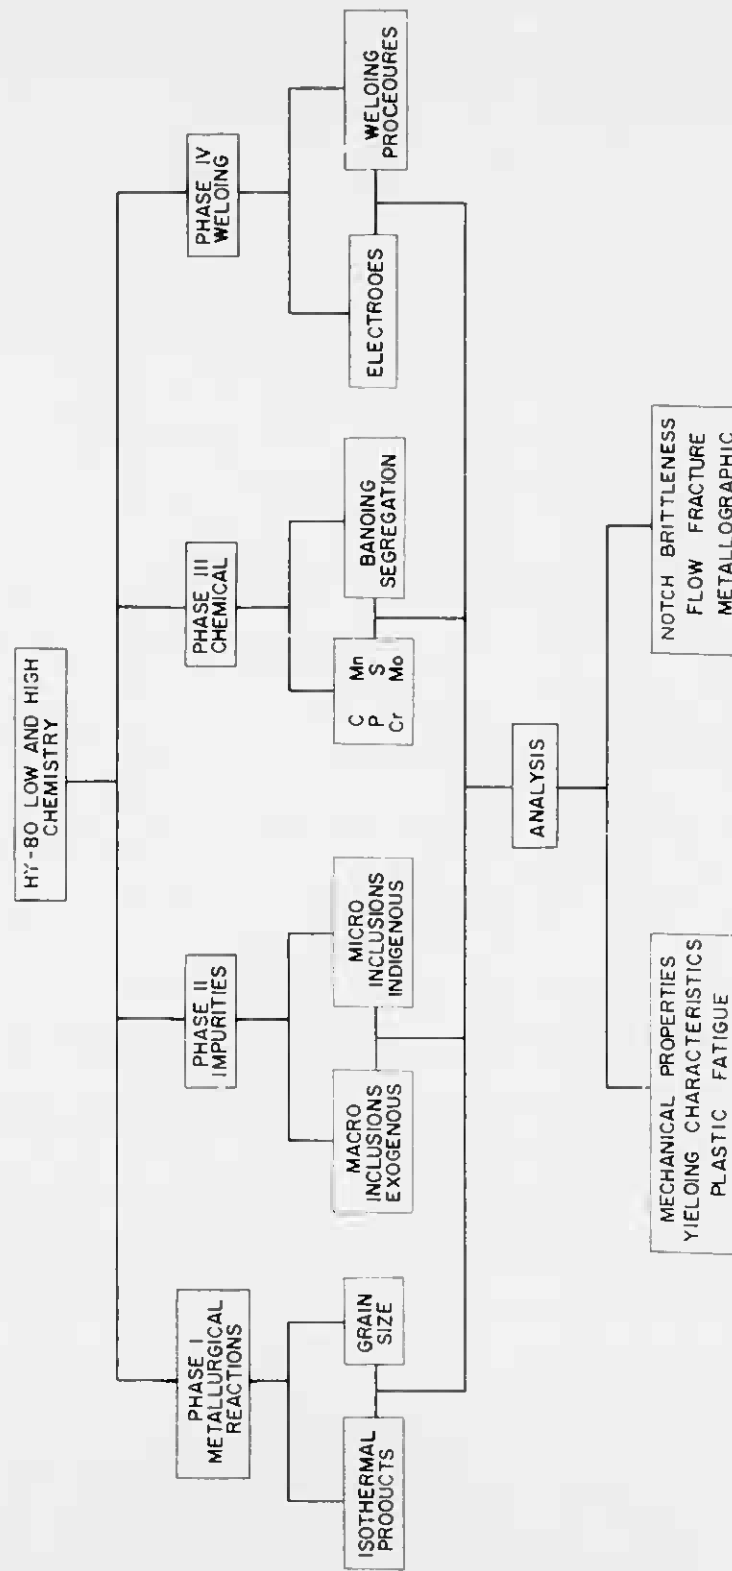 HY-80 LOW AND HIGH
CHEMISTRY
PHASE I
METALLURGICAL
REACTIONS
PHASE II
IMPURITIES
PHASE III
CHEMICAL
PHASE IV
WELDING
ISOTHERMAL
PRODUCTS
GRAIN
SIZE
MACRO
INCLUSIONS
EXOGENOUS
MICRO
INCLUSIONS
INDIGENOUS
C Mn
P S
Cr Mo
BANDING
SEGREGATION
ELECTRODES
WELDING
PROCEDURES
ANALYSIS
MECHANICAL PROPERTIES
YIELDING CHARACTERISTICS
PLASTIC FATIGUE
NOTCH BRITTLENESS
FLOW FRACTURE
METALLOGRAPHIC